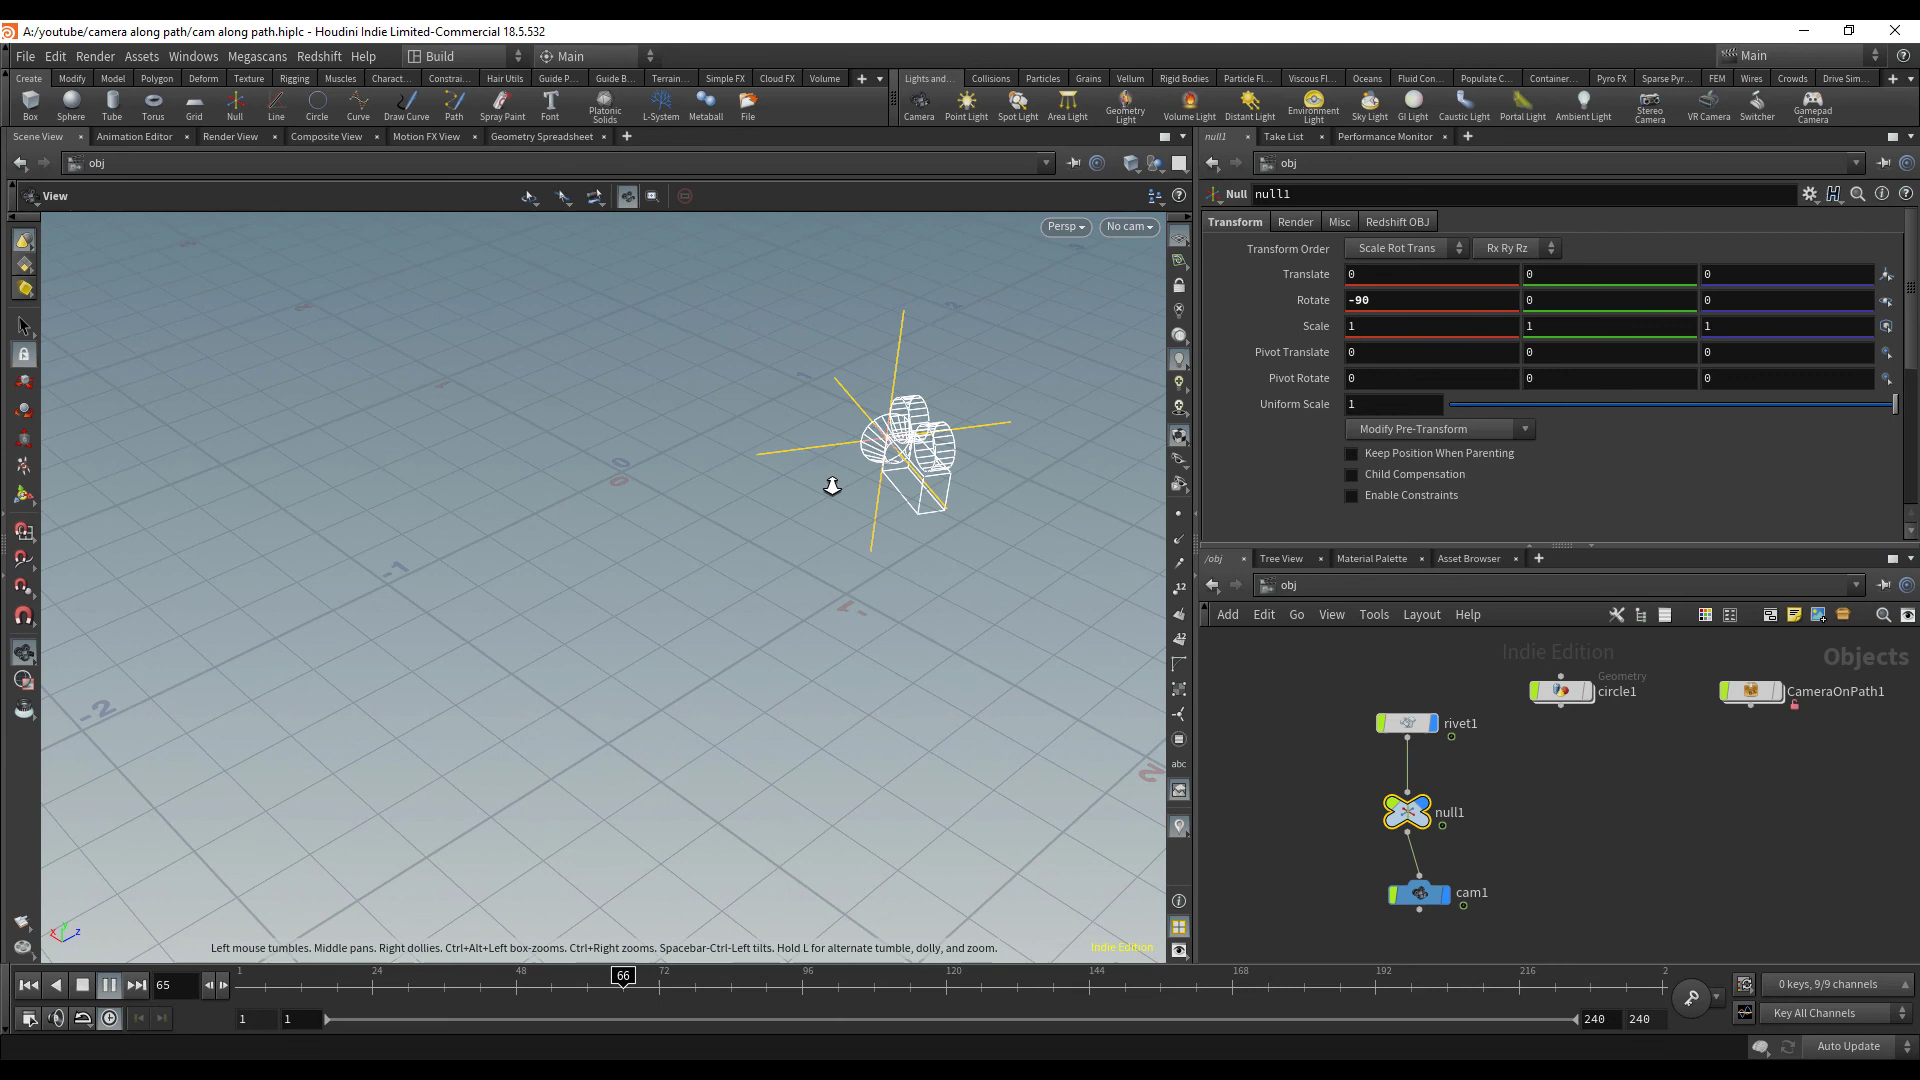 A:/youtube/camera along path/cam along path.hiplc - Houdini Indie Limited-Commercial 18.5.532
File Edit Render Assets Windows Megascans Redshift Help Build Main Main
Create Modify Model Polygon Deform Texture Rigging Muscles Charact... Constrai... Hair Utils Guide P... Guide B... Terrain... Simple FX Cloud FX Volume Lights and... Collisions Particles Grains Vellum Rigid Bodies Particle Fl... Viscous Fl... Oceans Fluid Con... Populate C... Container... Pyro FX Sparse Pyr... FEM Wires Crowds Drive Sim...
Box Sphere Tube Torus Grid Null Line Circle Curve Draw Curve Path Spray Paint Font Platonic Solids L-System Metaball File Camera Point Light Spot Light Area Light Geometry Light Volume Light Distant Light Environment Light Sky Light GI Light Caustic Light Portal Light Ambient Light Stereo Camera VR Camera Switcher Gamepad Camera
Scene View Animation Editor Render View Composite View Motion FX View Geometry Spreadsheet null1 Take List Performance Monitor
obj obj
View
Null null1
Persp No cam
Transform Render Misc Redshift OBJ
Transform Order Scale Rot Trans Rx Ry Rz
Translate 0 0 0
Rotate -90 0 0
Scale 1 1 1
Pivot Translate 0 0 0
Pivot Rotate 0 0 0
Uniform Scale 1
Modify Pre-Transform
Keep Position When Parenting
Child Compensation
Enable Constraints
/obj Tree View Material Palette Asset Browser
obj
Add Edit Go View Tools Layout Help
Indie Edition Objects
Geometry
circle1 CameraOnPath1
rivet1
null1
cam1
0
0
-1
-1
-2
12
12
abc
x y z
Left mouse tumbles. Middle pans. Right dollies. Ctrl+Alt+Left box-zooms. Ctrl+Right zooms. Spacebar-Ctrl-Left tilts. Hold L for alternate tumble, dolly, and zoom.
Indie Edition
65 1 24 48 66 72 96 120 144 168 192 216 2
0 keys, 9/9 channels
1 1 240 240 Key All Channels
Auto Update